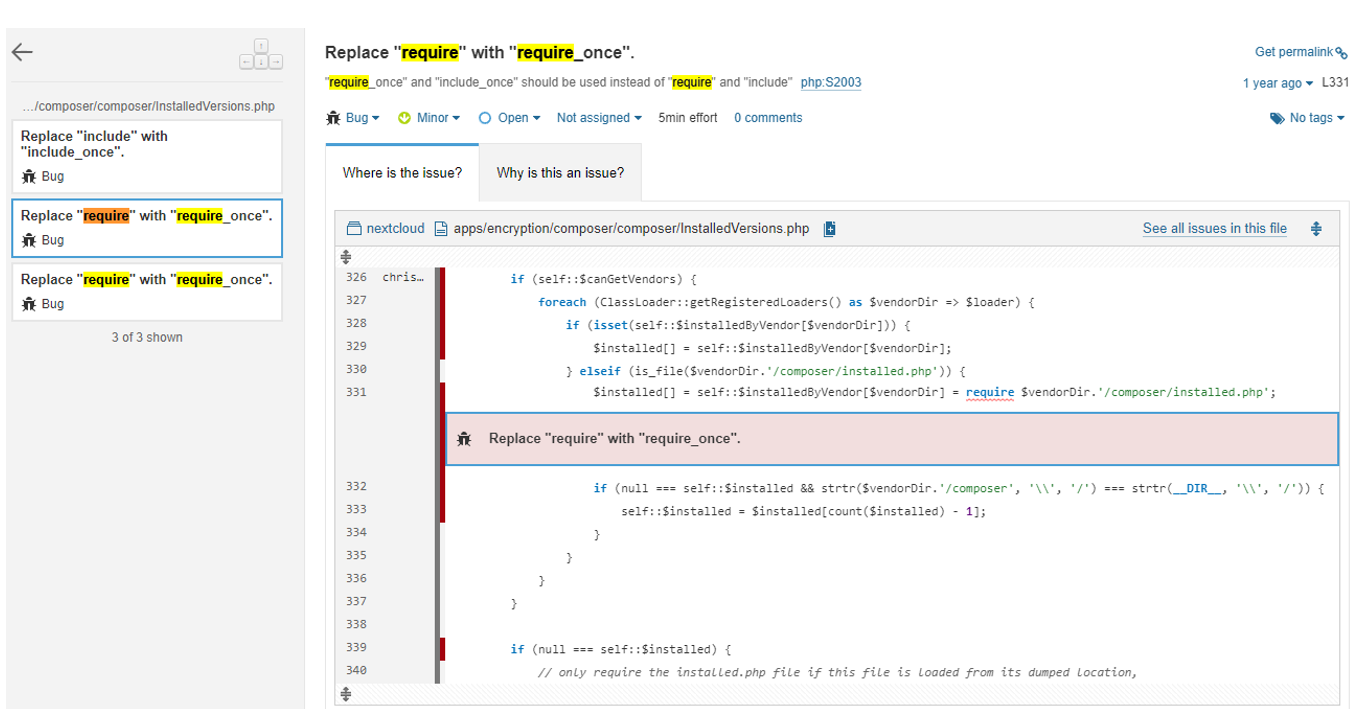 …/composer/composer/InstalledVersions.php
Replace "include" with
"include_once".
Bug
Replace "require" with "require_once".
Bug
Replace "require" with "require_once".
Bug
3 of 3 shown
Replace "require" with "require_once".
Get permalink
"require_once" and "include_once" should be used instead of "require" and "include" php:S2003
1 year ago L331
Bug Minor Open Not assigned 5min effort 0 comments
No tags
Where is the issue? Why is this an issue?
nextcloud apps/encryption/composer/composer/InstalledVersions.php See all issues in this file
326 chris… if (self::$canGetVendors) {
327 foreach (ClassLoader::getRegisteredLoaders() as $vendorDir => $loader) {
328 if (isset(self::$installedByVendor[$vendorDir])) {
329 $installed[] = self::$installedByVendor[$vendorDir];
330 } elseif (is_file($vendorDir.'/composer/installed.php')) {
331 $installed[] = self::$installedByVendor[$vendorDir] = require $vendorDir.'/composer/installed.php';
Replace "require" with "require_once".
332 if (null === self::$installed && strtr($vendorDir.'/composer', '\\', '/') === strtr(__DIR__, '\\', '/')) {
333 self::$installed = $installed[count($installed) - 1];
334 }
335 }
336 }
337 }
338
339 if (null === self::$installed) {
340 // only require the installed.php file if this file is loaded from its dumped location,